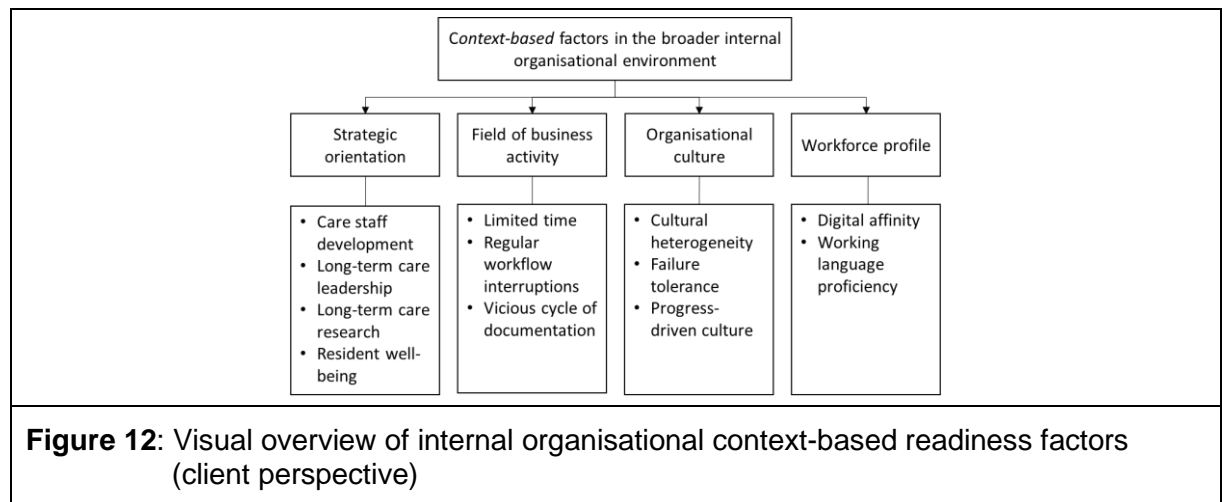 Context-based factors in the broader internal
organisational environment
Strategic
orientation
Field of business
activity
Organisational
culture
Workforce profile
• Care staff
development
• Long-term care
leadership
• Long-term care
research
• Resident well-
being
• Limited time
• Regular
workflow
interruptions
• Vicious cycle of
documentation
• Cultural
heterogeneity
• Failure
tolerance
• Progress-
driven culture
• Digital affinity
• Working
language
proficiency
Figure 12: Visual overview of internal organisational context-based readiness factors
(client perspective)